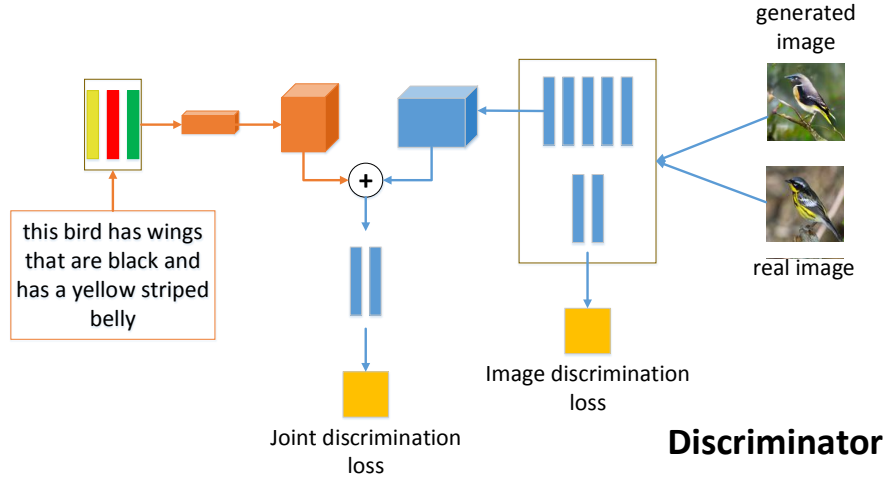 generated
image
+
this bird has wings
that are black and
has a yellow striped
belly
real image
Image discrimination
loss
Joint discrimination
loss
Discriminator